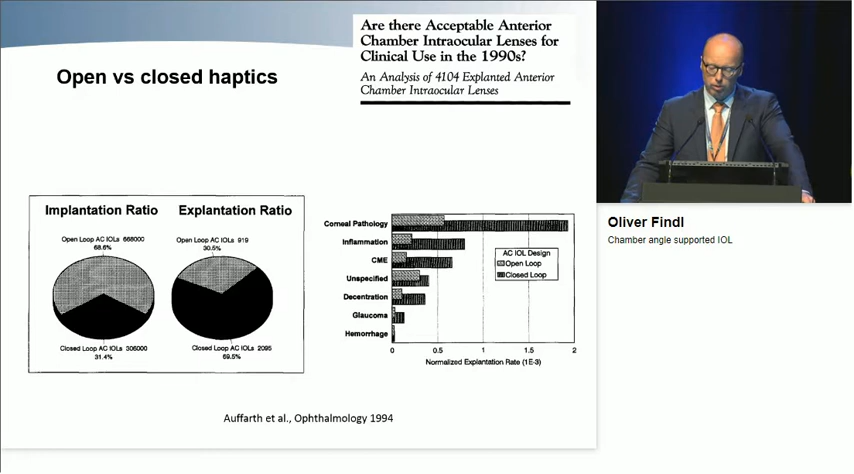 Are there Acceptable Anterior
Chamber Intraocular Lenses for
Clinical Use in the 1990s?
An Analysis of 4104 Explanted Anterior
Chamber Intraocular Lenses
Open vs closed haptics
Implantation Ratio
Explantation Ratio
Open Loop AC IOLs 668000
68.6%
Open Loop AC IOLs 919
30.5%
Closed Loop AC IOLs 306000
31.4%
Closed Loop AC IOLs 2095
69.5%
Corneal Pathology
Inflammation
CME
Unspecified
Decentration
Glaucoma
Hemorrhage
AC IOL Design
Open Loop
Closed Loop
0
0.5
1
1.5
2
Normalized Explantation Rate (1E-3)
Auffarth et al., Ophthalmology 1994
Oliver Findl
Chamber angle supported IOL